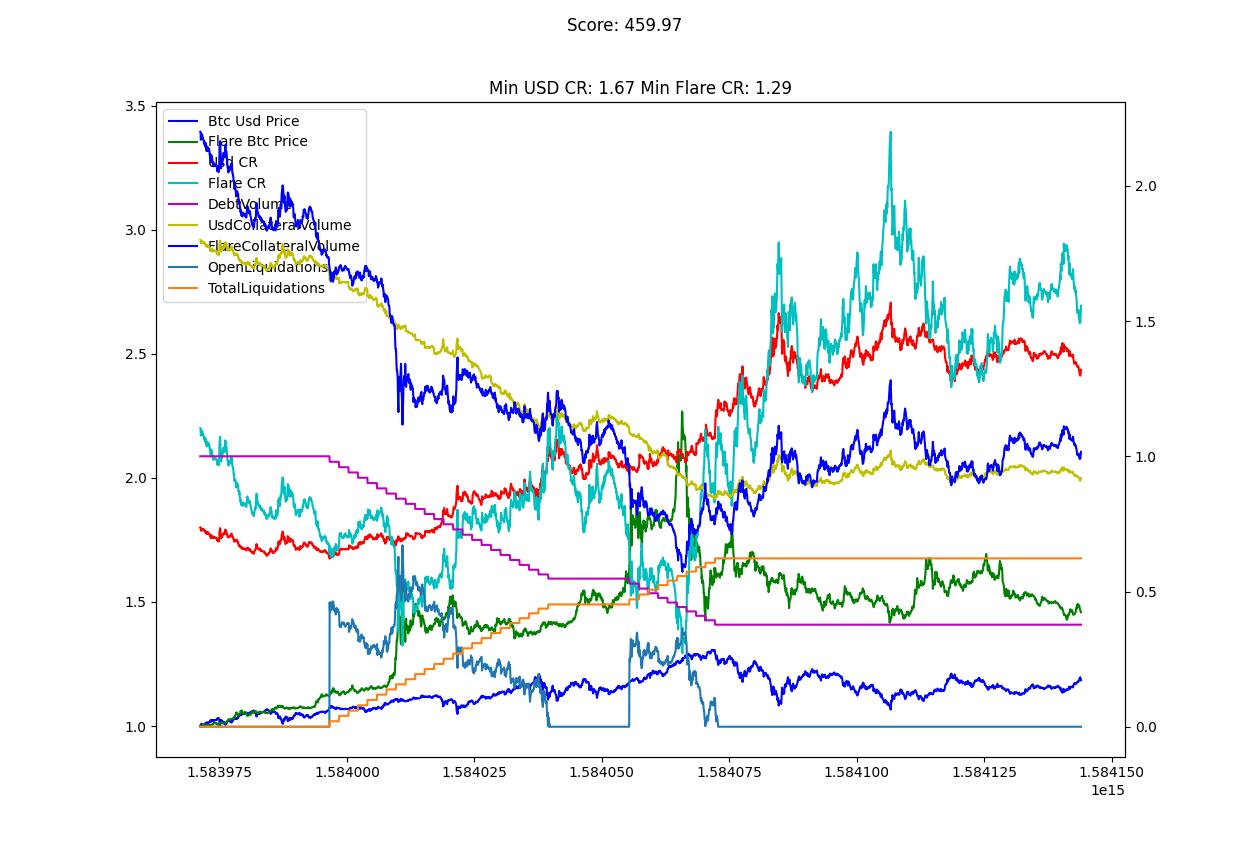 Score: 459.97
Min USD CR: 1.67 Min Flare CR: 1.29
Btc Usd Price
Flare Btc Price
Usd CR
Flare CR
DebtVolume
UsdCollateralVolume
FlareCollateralVolume
OpenLiquidations
TotalLiquidations
3.5
3.0
2.5
2.0
1.5
1.0
2.0
1.5
1.0
0.5
0.0
1.583975 1.584000 1.584025 1.584050 1.584075 1.584100 1.584125 1.584150
1e15